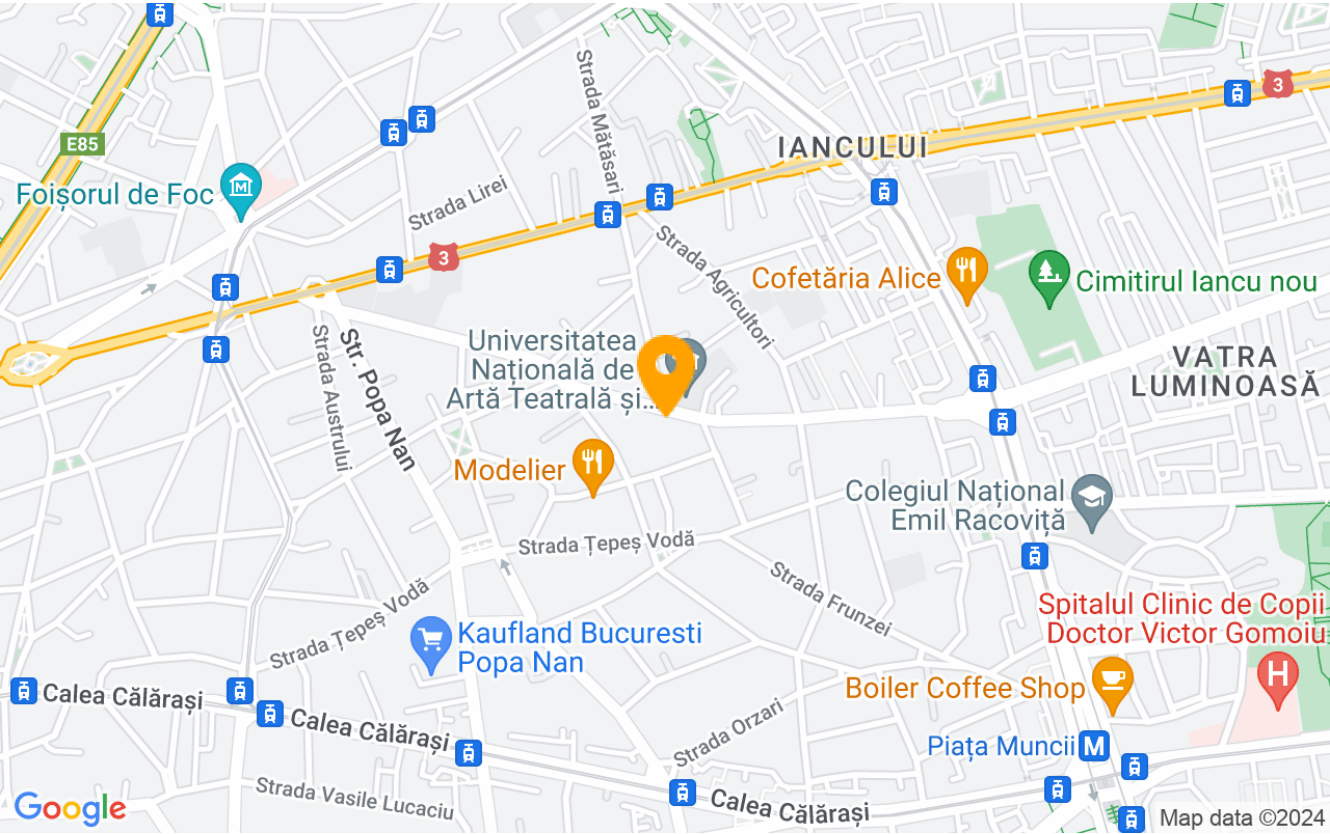 E85
Strada Mătăsari
3
IANCULUI
Foișorul de Foc
Strada Lirei
3
Strada Agricultori
Cofetăria Alice
Cimitirul Iancu nou
Universitatea
Națională de
Artă Teatrală și...
VATRA
LUMINOASĂ
Strada Austrului
Str. Popa Nan
Modelier
Colegiul Național
Emil Racoviță
Strada Țepeș Vodă
Strada Frunzei
Strada Țepeș Vodă
Spitalul Clinic de Copii
Doctor Victor Gomoiu
H
Kaufland Bucuresti
Popa Nan
Boiler Coffee Shop
Calea Călărași
Calea Călărași
Strada Orzari
Piața Muncii
M
Strada Vasile Lucaciu
Calea Călărași
Google
Map data ©2024